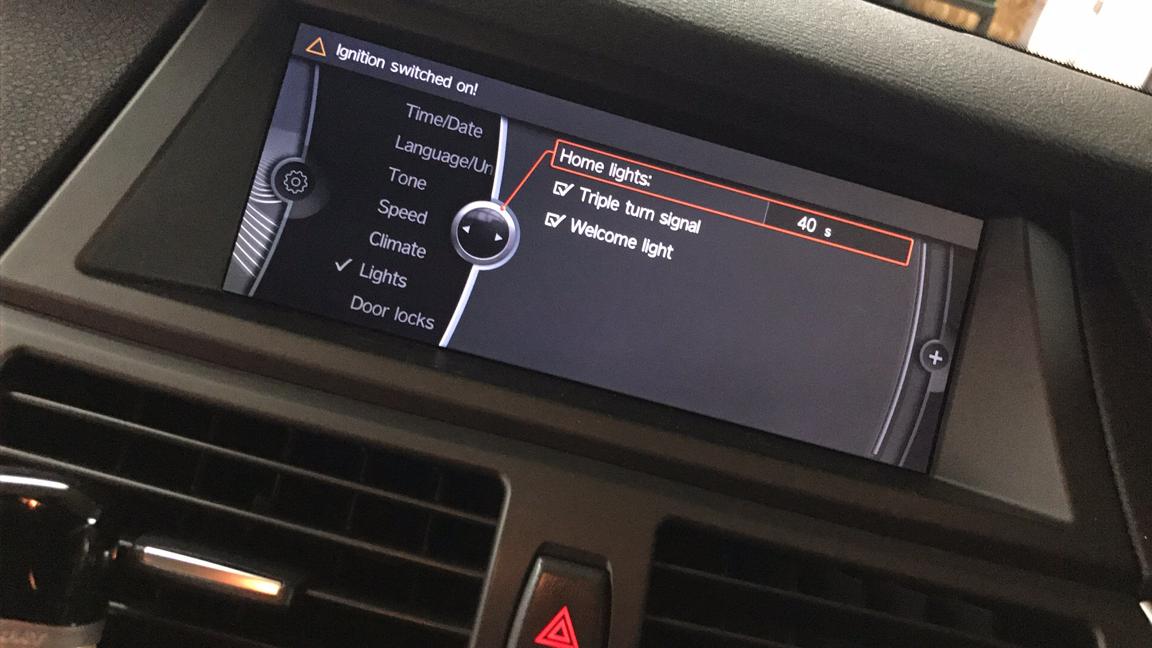 Ignition switched on!
Time/Date
Language/Un
Tone
Speed
Climate
Lights
Door locks
Home lights: 40 s
Triple turn signal
Welcome light